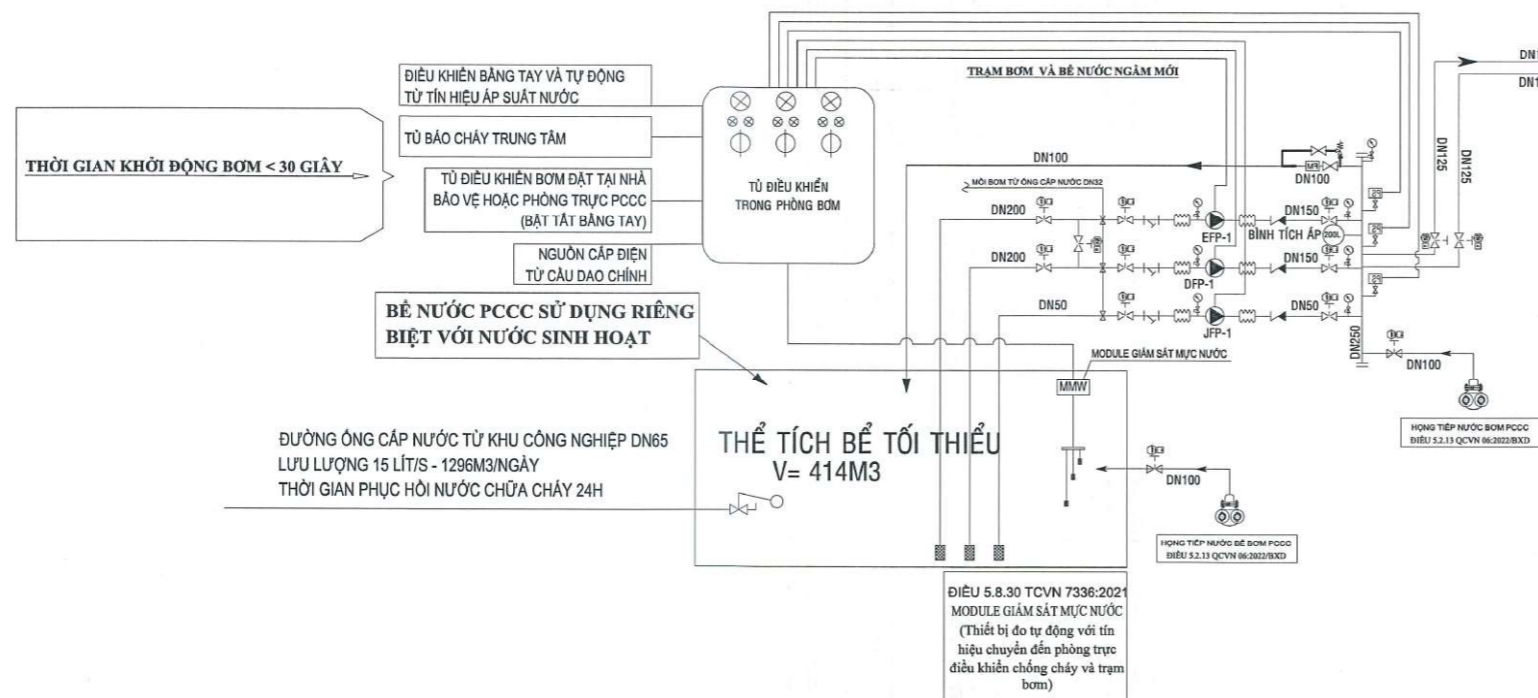 THỜI GIAN KHỞI ĐỘNG BƠM < 30 GIÂY
ĐIỀU KHIỂN BẰNG TAY VÀ TỰ ĐỘNG
TỪ TÍN HIỆU ÁP SUẤT NƯỚC
TỦ BÁO CHÁY TRUNG TÂM
TỦ ĐIỀU KHIỂN BƠM ĐẶT TẠI NHÀ
BẢO VỆ HOẶC PHÒNG TRỰC PCCC
(BẬT TẮT BẰNG TAY)
NGUỒN CẤP ĐIỆN
TỪ CẦU DAO CHÍNH
TỦ ĐIỀU KHIỂN
TRONG PHÒNG BƠM
TRẠM BƠM VÀ BỂ NƯỚC NGẦM MỚI
DN100
DN100
MỒI BƠM TỪ ỐNG CẤP NƯỚC DN32
DN200
EFP-1
DN150
BÌNH TÍCH ÁP
200L
DN200
DFP-1
DN150
DN50
JFP-1
DN50
DN250
DN125
DN125
DN1
DN1
DN100
HỌNG TIẾP NƯỚC BƠM PCCC
ĐIỀU 5.2.13 QCVN 06:2022/BXD
BỂ NƯỚC PCCC SỬ DỤNG RIÊNG
BIỆT VỚI NƯỚC SINH HOẠT
MODULE GIÁM SÁT MỰC NƯỚC
MMW
ĐƯỜNG ỐNG CẤP NƯỚC TỪ KHU CÔNG NGHIỆP DN65
LƯU LƯỢNG 15 LÍT/S - 1296M3/NGÀY
THỜI GIAN PHỤC HỒI NƯỚC CHỮA CHÁY 24H
THỂ TÍCH BỂ TỐI THIỂU
V= 414M3
DN100
HỌNG TIẾP NƯỚC BỂ BƠM PCCC
ĐIỀU 5.2.13 QCVN 06:2022/BXD
ĐIỀU 5.8.30 TCVN 7336:2021
MODULE GIÁM SÁT MỰC NƯỚC
(Thiết bị đo tự động với tín
hiệu chuyển đến phòng trực
điều khiển chống cháy và trạm
bơm)